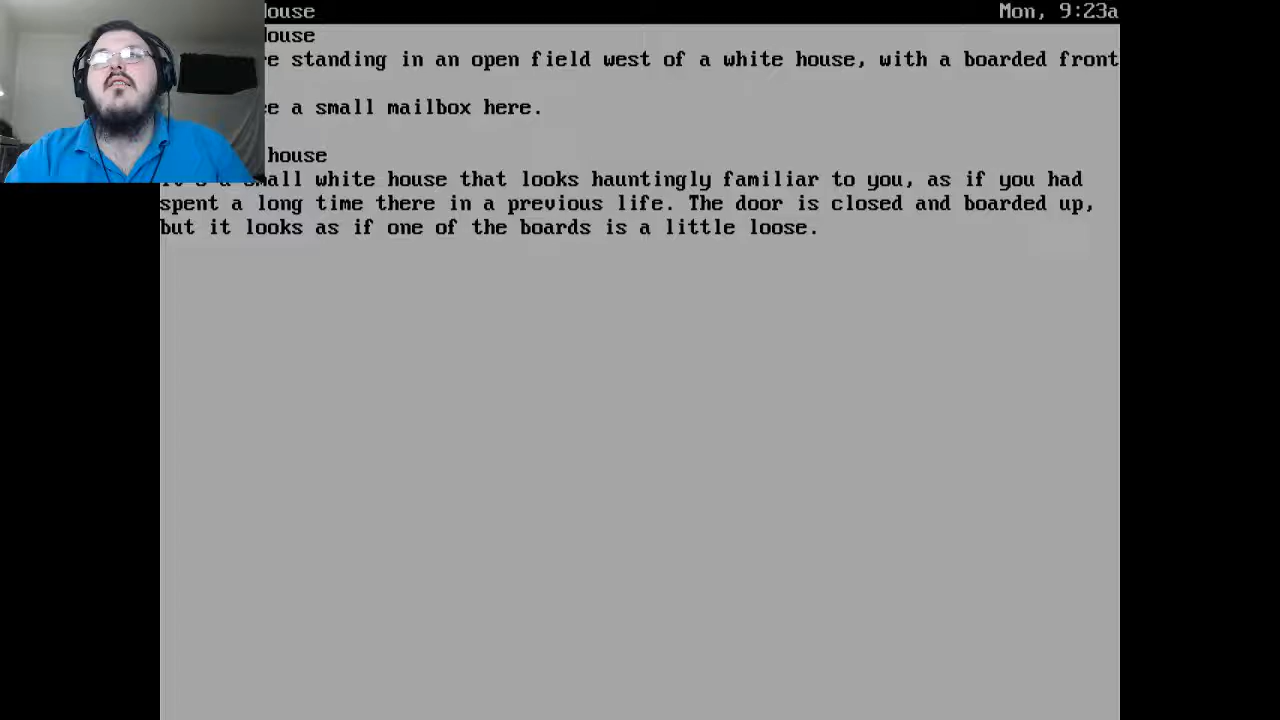 House Mon, 9:23a
House
standing in an open field west of a white house, with a boarded front
a small mailbox here.
house
small white house that looks hauntingly familiar to you, as if you had
spent a long time there in a previous life. The door is closed and boarded up,
but it looks as if one of the boards is a little loose.